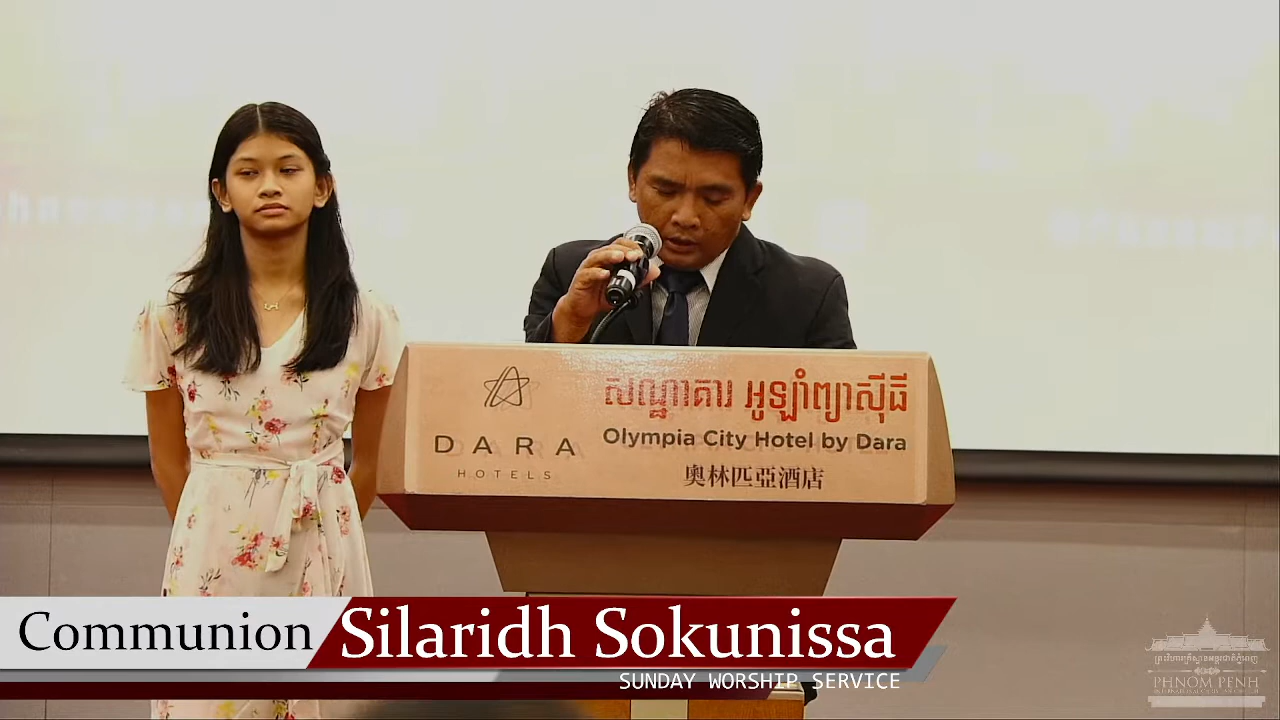 DARA
HOTELS
សណ្ឋាគារ អូឡាំព្យាស៊ីធី
Olympia City Hotel by Dara
奧林匹亞酒店
Communion
Silaridh Sokunissa
SUNDAY WORSHIP SERVICE
PHNOM PENH